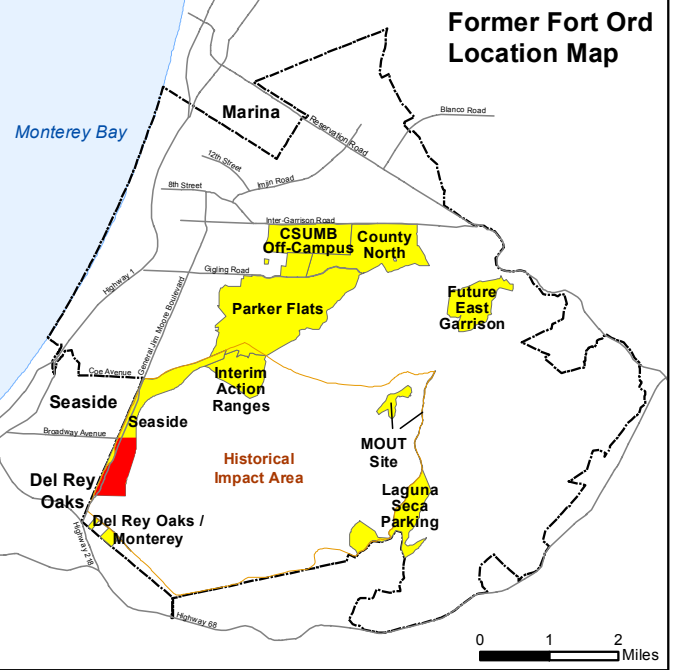 Former Fort Ord
Location Map
Marina
Blanco Road
Reservation Road
Monterey Bay
12th Street
Imjin Road
8th Street
Inter-Garrison Road
CSUMB
Off-Campus
County
North
Gigling Road
Highway 1
General Jim Moore Boulevard
Parker Flats
Future
East
Garrison
Coe Avenue
Interim
Action
Ranges
Seaside
Seaside
Broadway Avenue
MOUT
Site
Historical
Impact Area
Del Rey
Oaks
Laguna
Seca
Parking
Del Rey Oaks /
Monterey
Highway 218
Highway 68
0 1 2
Miles